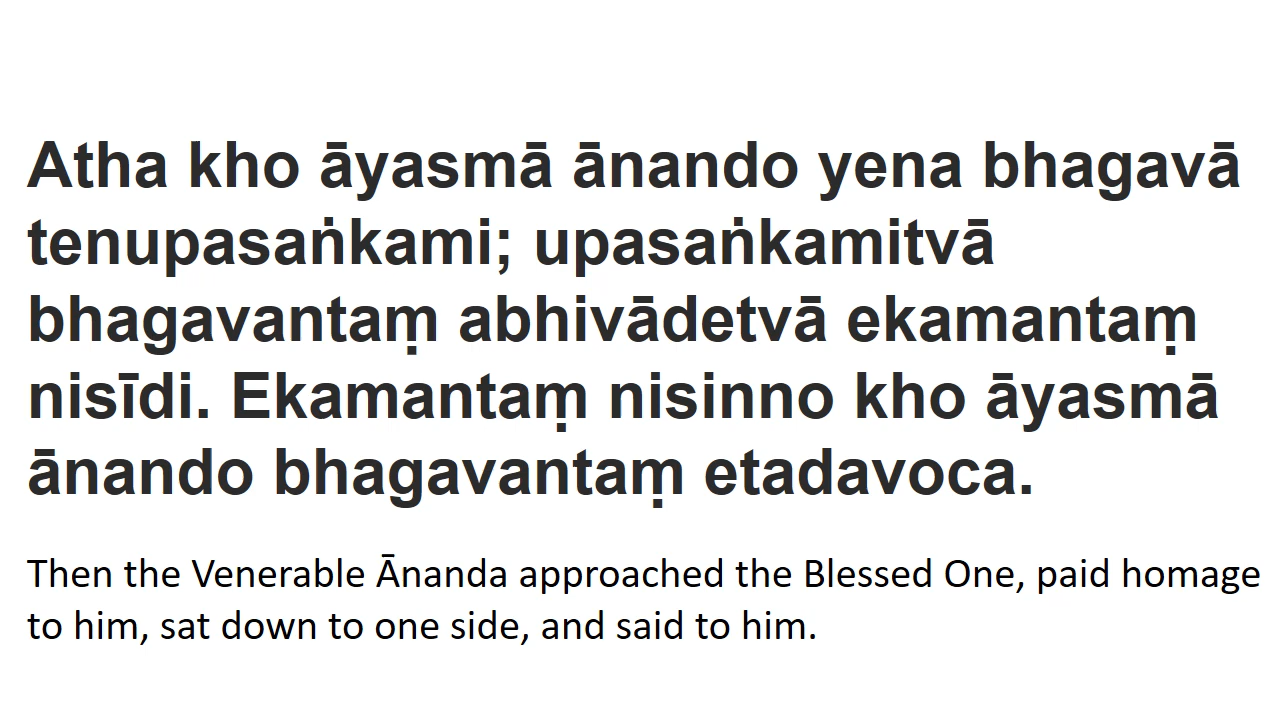 Atha kho āyasmā ānando yena bhagavā
tenupasaṅkami; upasaṅkamitvā
bhagavantaṃ abhivādetvā ekamantaṃ
nisīdi. Ekamantaṃ nisinno kho āyasmā
ānando bhagavantaṃ etadavoca.
Then the Venerable Ānanda approached the Blessed One, paid homage
to him, sat down to one side, and said to him.